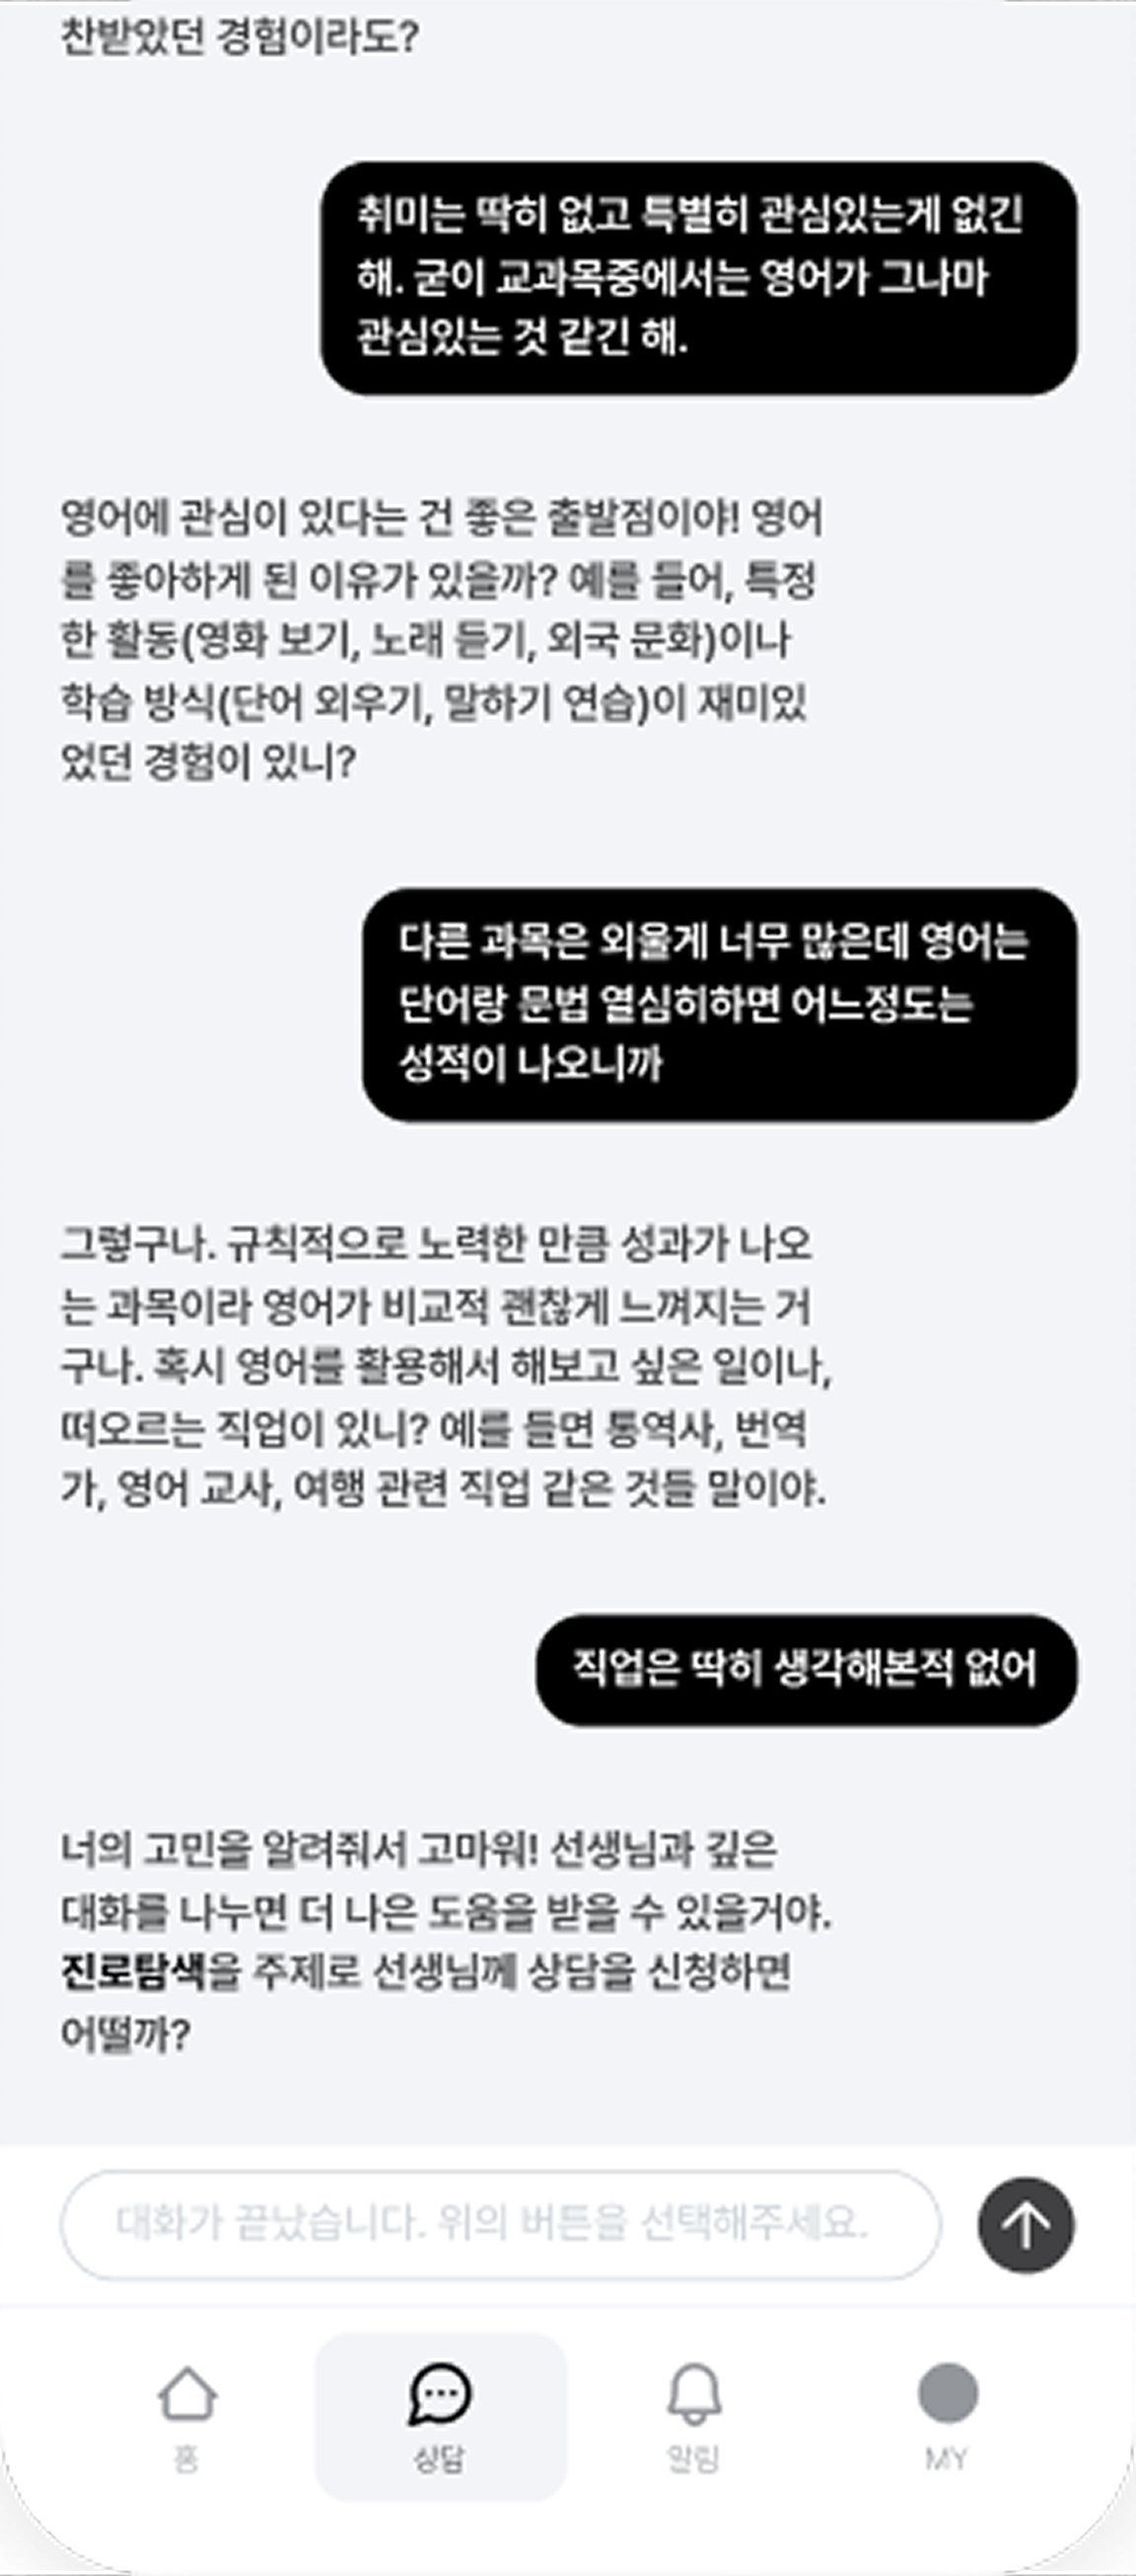 찬받았던 경험이라도?
취미는 딱히 없고 특별히 관심있는게 없긴
해. 굳이 교과목중에서는 영어가 그나마
관심있는 것 같긴 해.
영어에 관심이 있다는 건 좋은 출발점이야! 영어
를 좋아하게 된 이유가 있을까? 예를 들어, 특정
한 활동(영화 보기, 노래 듣기, 외국 문화)이나
학습 방식(단어 외우기, 말하기 연습)이 재미있
었던 경험이 있니?
다른 과목은 외울게 너무 많은데 영어는
단어랑 문법 열심히하면 어느정도는
성적이 나오니까
그렇구나. 규칙적으로 노력한 만큼 성과가 나오
는 과목이라 영어가 비교적 괜찮게 느껴지는 거
구나. 혹시 영어를 활용해서 해보고 싶은 일이나,
떠오르는 직업이 있니? 예를 들면 통역사, 번역
가, 영어 교사, 여행 관련 직업 같은 것들 말이야.
직업은 딱히 생각해본적 없어
너의 고민을 알려줘서 고마워! 선생님과 깊은
대화를 나누면 더 나은 도움을 받을 수 있을거야.
진로탐색을 주제로 선생님께 상담을 신청하면
어떨까?
대화가 끝났습니다. 위의 버튼을 선택해주세요.
홈 상담 알림 MY